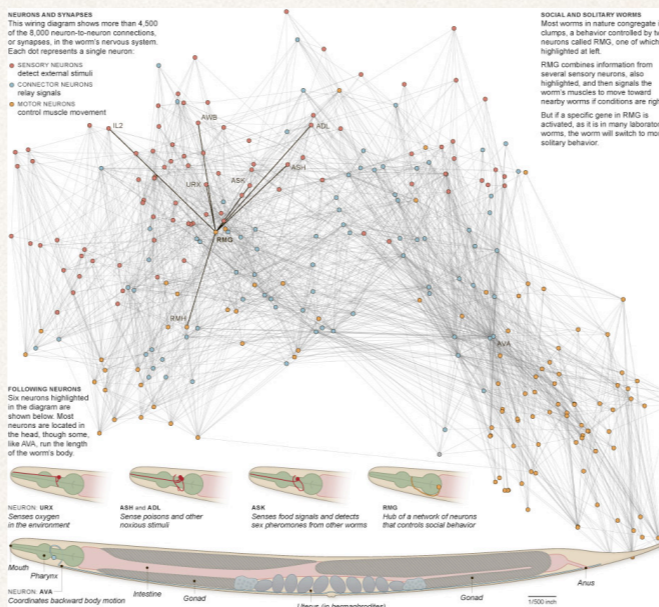 NEURONS AND SYNAPSES
This wiring diagram shows more than 4,500
of the 8,000 neuron-to-neuron connections,
or synapses, in the worm's nervous system.
Each dot represents a single neuron:
SENSORY NEURONS
detect external stimuli
CONNECTOR NEURONS
relay signals
MOTOR NEURONS
control muscle movement
SOCIAL AND SOLITARY WORMS
Most worms in nature congregate
clumps, a behavior controlled by
neurons called RMG, one of which
highlighted at left.
RMG combines information from
several sensory neurons, also
highlighted, and then signals the
worm's muscles to move toward
nearby worms if conditions are
But if a specific gene in RMG is
activated, as it is in many
worms, the worm will switch to
solitary behavior.
IL2
AWB
ADL
ASH
ASK
URX
RMG
RMH
AVA
FOLLOWING NEURONS
Six neurons highlighted
in the diagram are
shown below. Most
neurons are located in
the head, though some,
like AVA, run the length
of the worm's body.
NEURON: URX
Senses oxygen
in the environment
ASH and ADL
Sense poisons and other
noxious stimuli
ASK
Senses food signals and detects
sex pheromones from other worms
RMG
Hub of a network of neurons
that controls social behavior
Mouth
Pharynx
NEURON: AVA
Coordinates backward body motion
Intestine
Gonad
Uterus (in hermaphrodites)
Gonad
1/500 inch
Anus